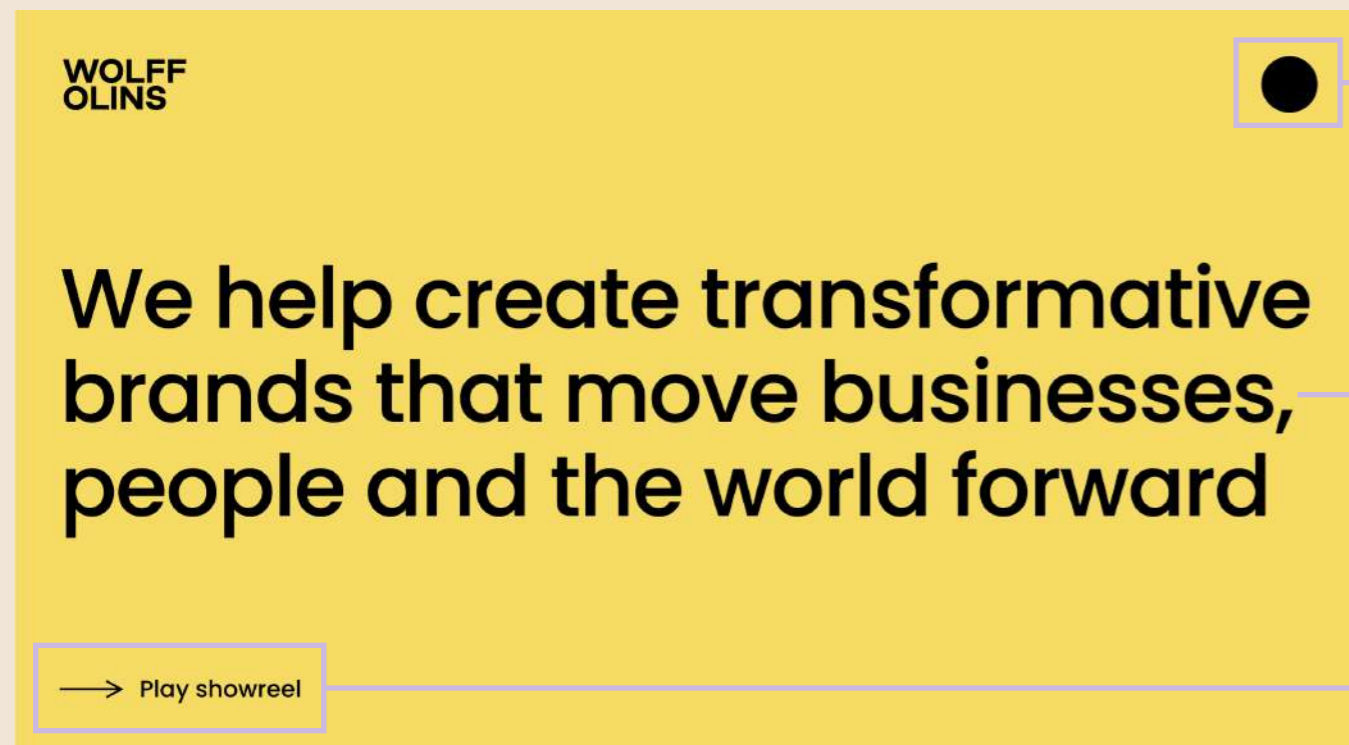 WOLFF
OLINS
We help create transformative
brands that move businesses,
people and the world forward
Play showreel